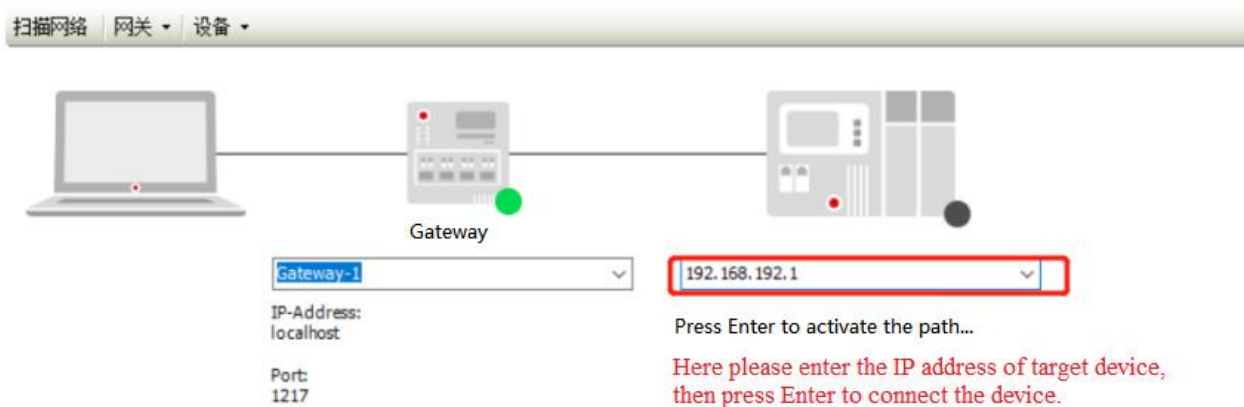 扫描网络 网关 设备
Gateway
Gateway-1
192.168.192.1
IP-Address:
localhost
Press Enter to activate the path...
Port:
1217
Here please enter the IP address of target device,
then press Enter to connect the device.